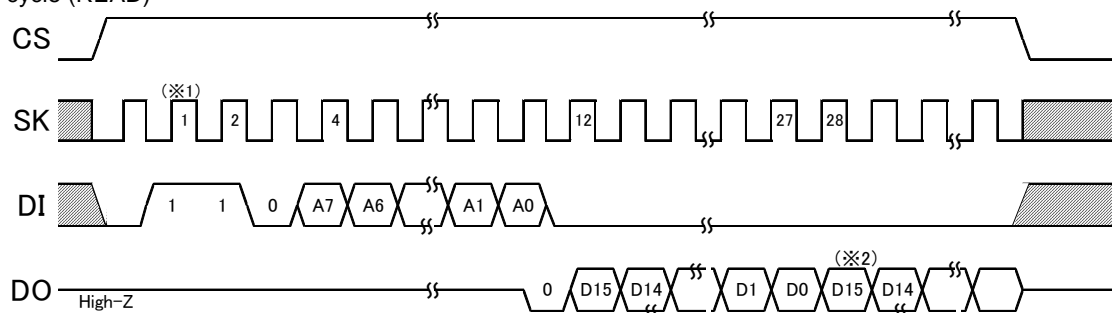 cycle (READ)
CS
(※1)
SK 1 2 4 12 27 28
DI 1 1 0 A7 A6 A1 A0
(※2)
DO High-Z 0 D15 D14 D1 D0 D15 D14